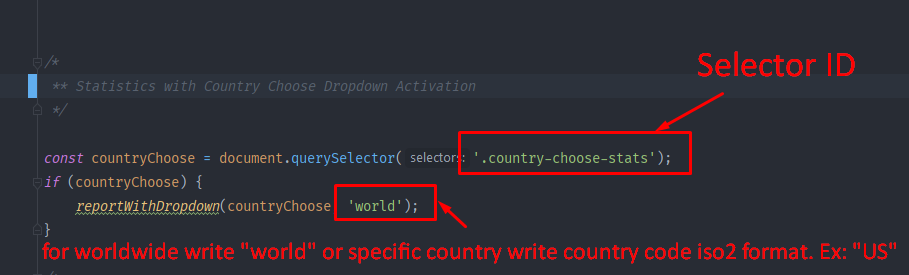 /*
Selector ID
** Statistics with Country Choose Dropdown Activation
*/
const countryChoose = document.querySelector( selectors: '.country-choose-stats');
if (countryChoose) {
reportWithDropdown(countryChoose 'world');
}
for worldwide write "world" or specific country write country code iso2 format. Ex: "US"